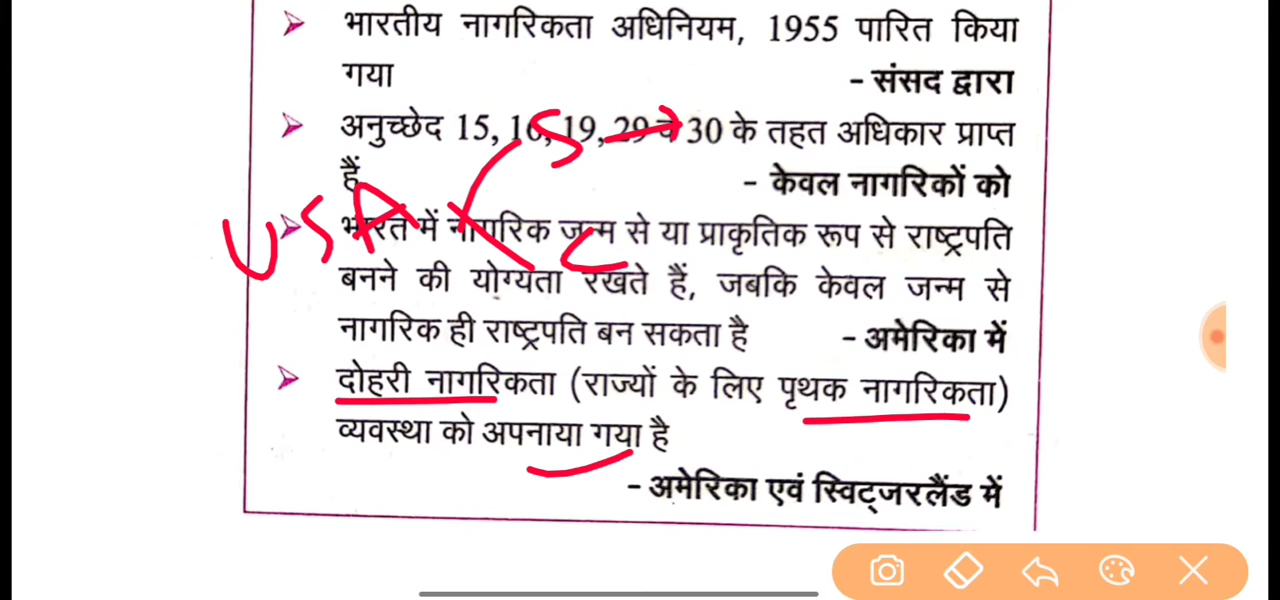 भारतीय नागरिकता अधिनियम, 1955 पारित किया
गया - संसद द्वारा
अनुच्छेद 15, 16, 19, 29 व 30 के तहत अधिकार प्राप्त
हैं - केवल नागरिकों को
भारत में नागरिक जन्म से या प्राकृतिक रूप से राष्ट्रपति
बनने की योग्यता रखते हैं, जबकि केवल जन्म से
नागरिक ही राष्ट्रपति बन सकता है - अमेरिका में
दोहरी नागरिकता (राज्यों के लिए पृथक नागरिकता)
व्यवस्था को अपनाया गया है
- अमेरिका एवं स्विट्जरलैंड में
USA
S
C